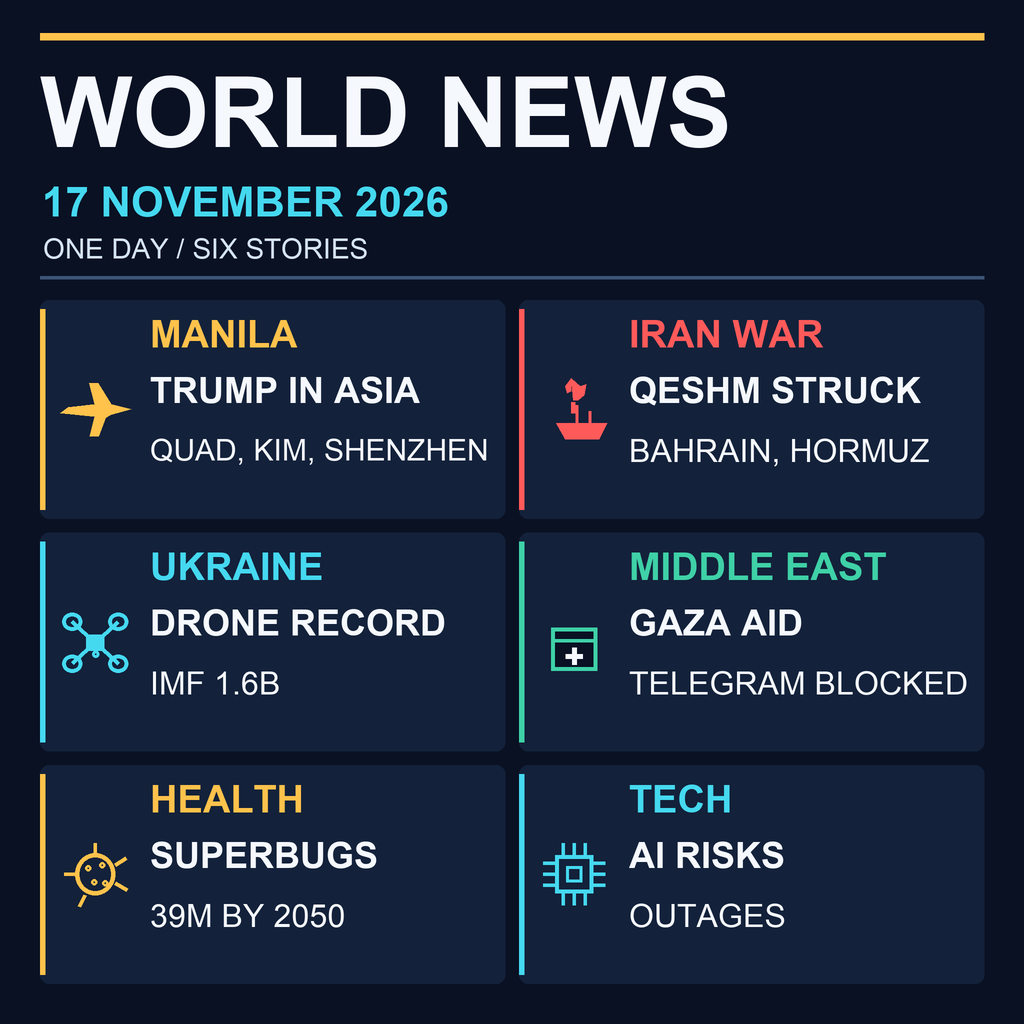 WORLD NEWS
17 NOVEMBER 2026
ONE DAY / SIX STORIES
MANILA
TRUMP IN ASIA
QUAD, KIM, SHENZHEN
IRAN WAR
QESHM STRUCK
BAHRAIN, HORMUZ
UKRAINE
DRONE RECORD
IMF 1.6B
MIDDLE EAST
GAZA AID
TELEGRAM BLOCKED
HEALTH
SUPERBUGS
39M BY 2050
TECH
AI RISKS
OUTAGES